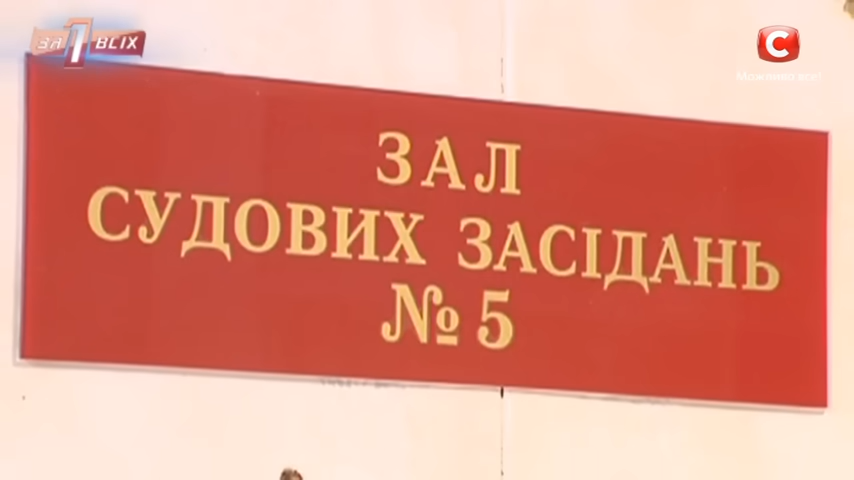 ЗА 1 ВСІХ
С
Можливо все!
ЗАЛ
СУДОВИХ ЗАСІДАНЬ
№ 5